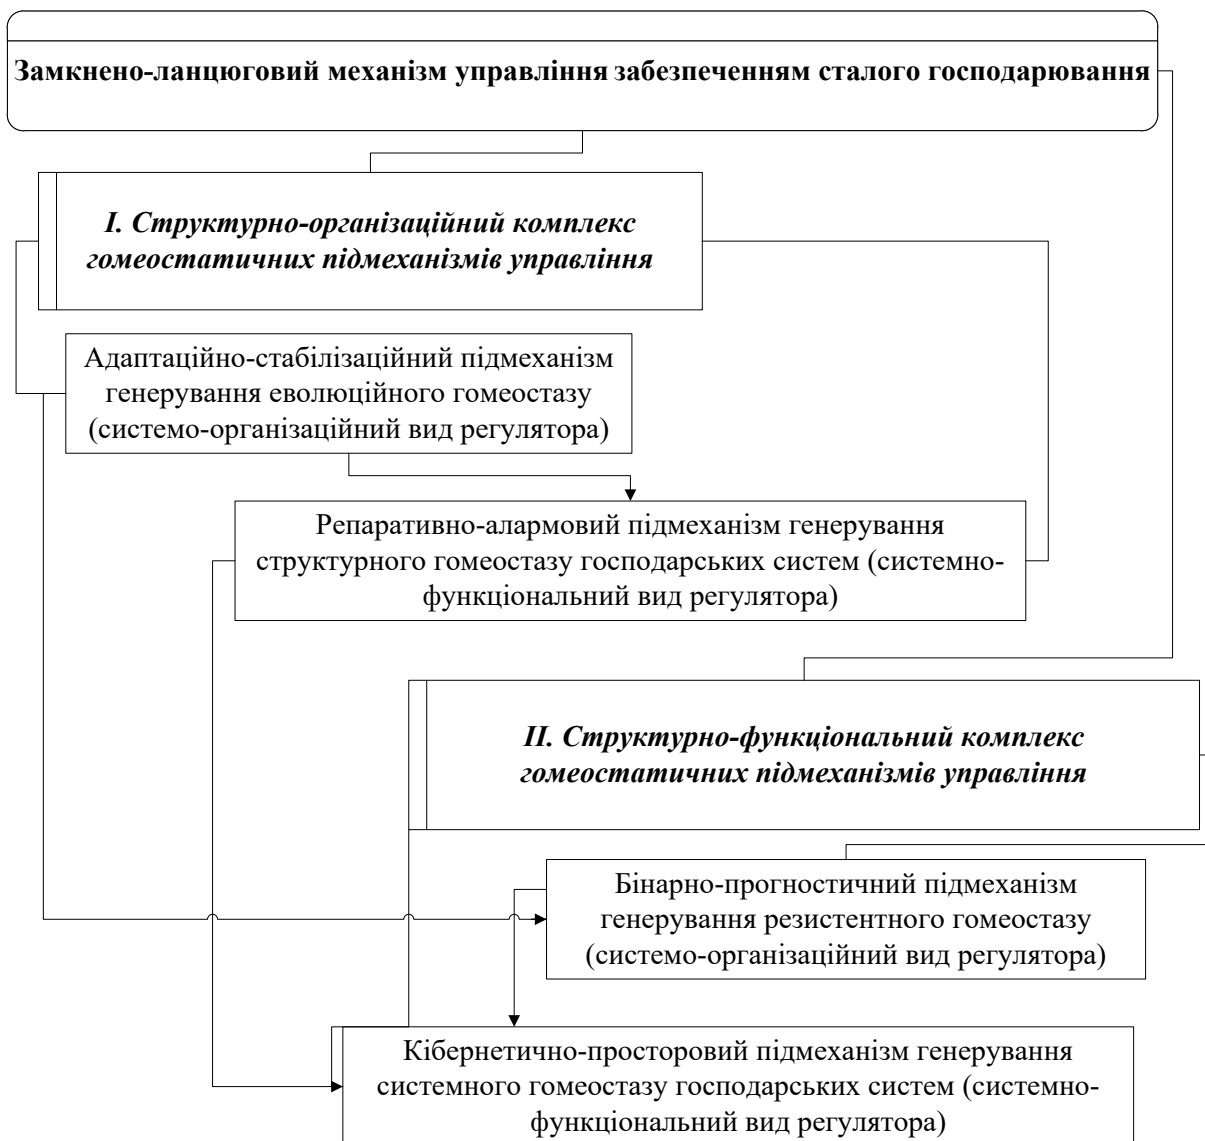 Замкнено-ланцюговий механізм управління забезпеченням сталого господарювання
І. Структурно-організаційний комплекс
гомеостатичних підмеханізмів управління
Адаптаційно-стабілізаційний підмеханізм
генерування еволюційного гомеостазу
(системо-організаційний вид регулятора)
Репаративно-алармовий підмеханізм генерування
структурного гомеостазу господарських систем (системно-
функціональний вид регулятора)
ІІ. Структурно-функціональний комплекс
гомеостатичних підмеханізмів управління
Бінарно-прогностичний підмеханізм
генерування резистентного гомеостазу
(системо-організаційний вид регулятора)
Кібернетично-просторовий підмеханізм генерування
системного гомеостазу господарських систем (системно-
функціональний вид регулятора)